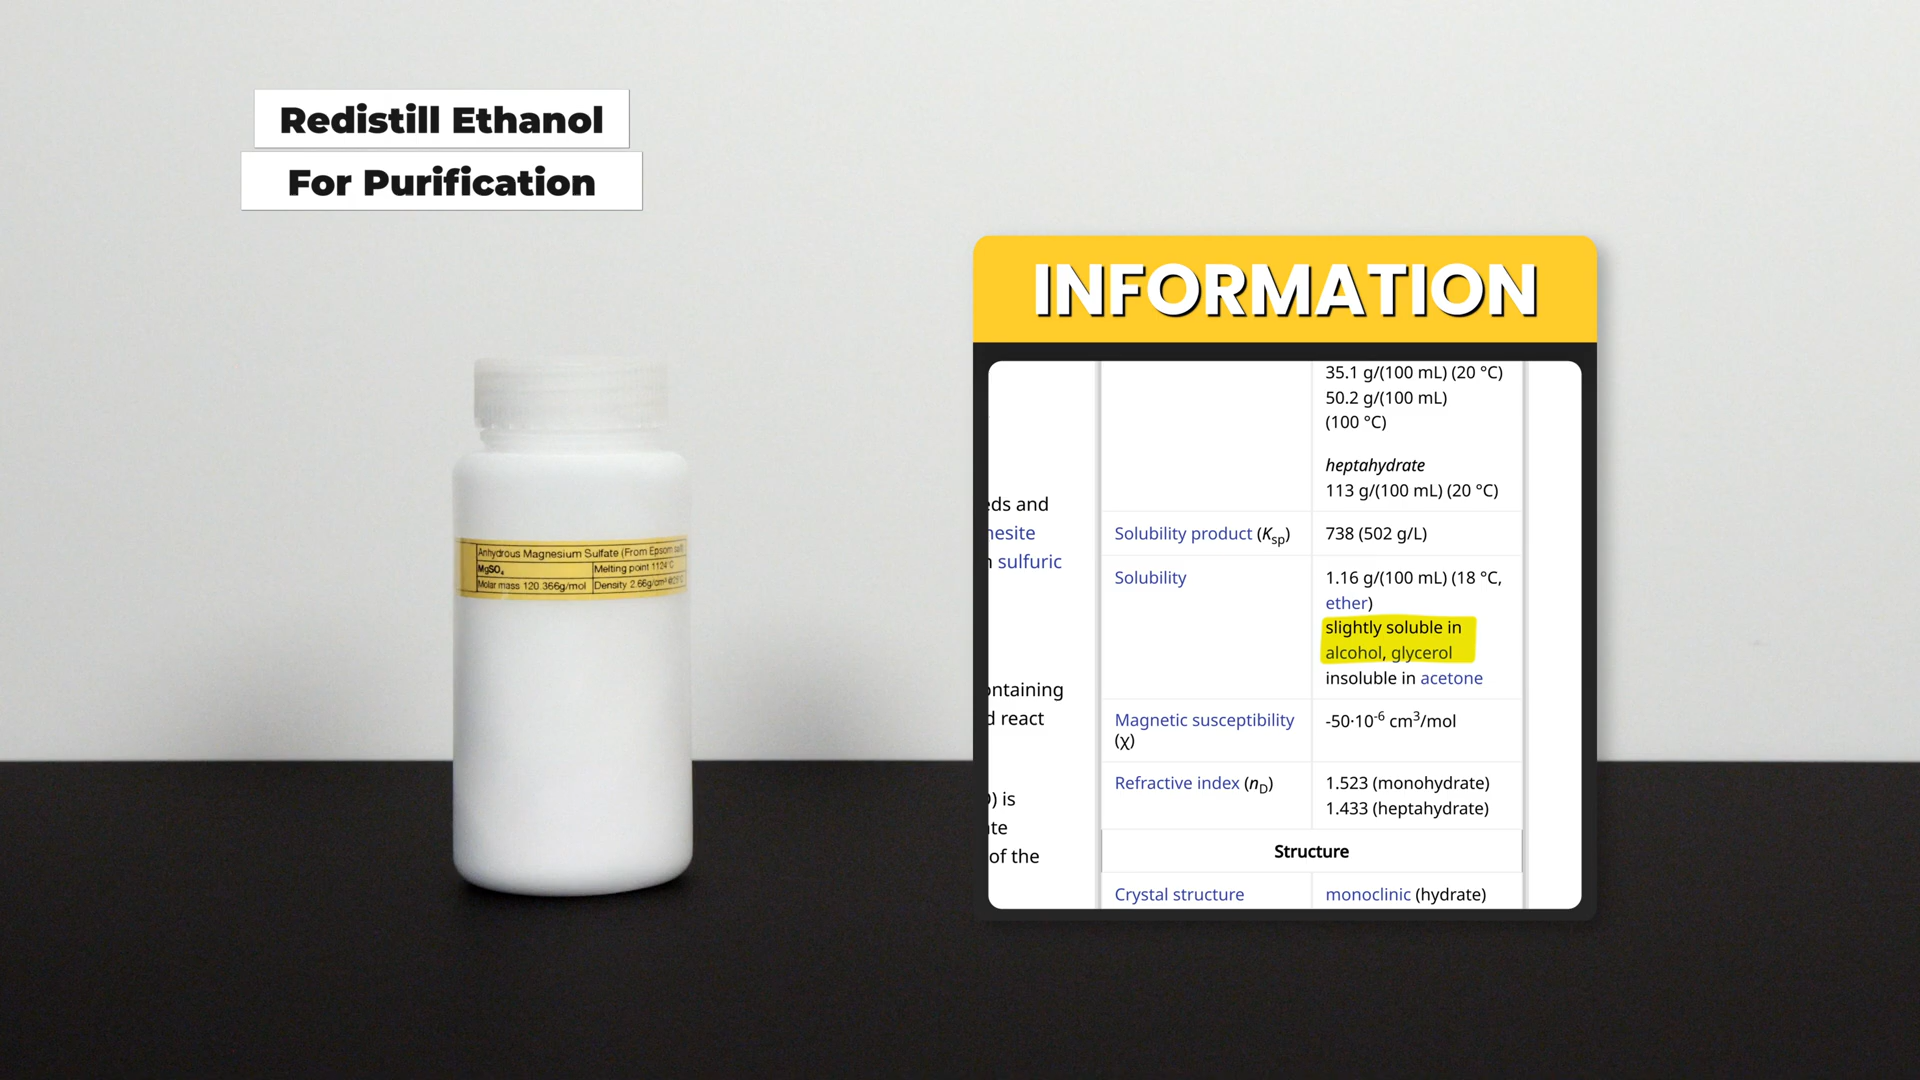 Redistill Ethanol
For Purification
Anhydrous Magnesium Sulfate (From Epsom salt
MgSO₄
Melting point 1124°C
Molar mass 120.366g/mol
Density 2.66g/cm³
INFORMATION
35.1 g/(100 mL) (20 °C)
50.2 g/(100 mL)
(100 °C)
heptahydrate
113 g/(100 mL) (20 °C)
eds and
nesite
n sulfuric
ontaining
d react
) is
ate
of the
Solubility product (Ksp)
738 (502 g/L)
Solubility
1.16 g/(100 mL) (18 °C,
ether)
slightly soluble in
alcohol, glycerol
insoluble in acetone
Magnetic susceptibility
(χ)
-50·10⁻⁶ cm³/mol
Refractive index (nD)
1.523 (monohydrate)
1.433 (heptahydrate)
Structure
Crystal structure
monoclinic (hydrate)